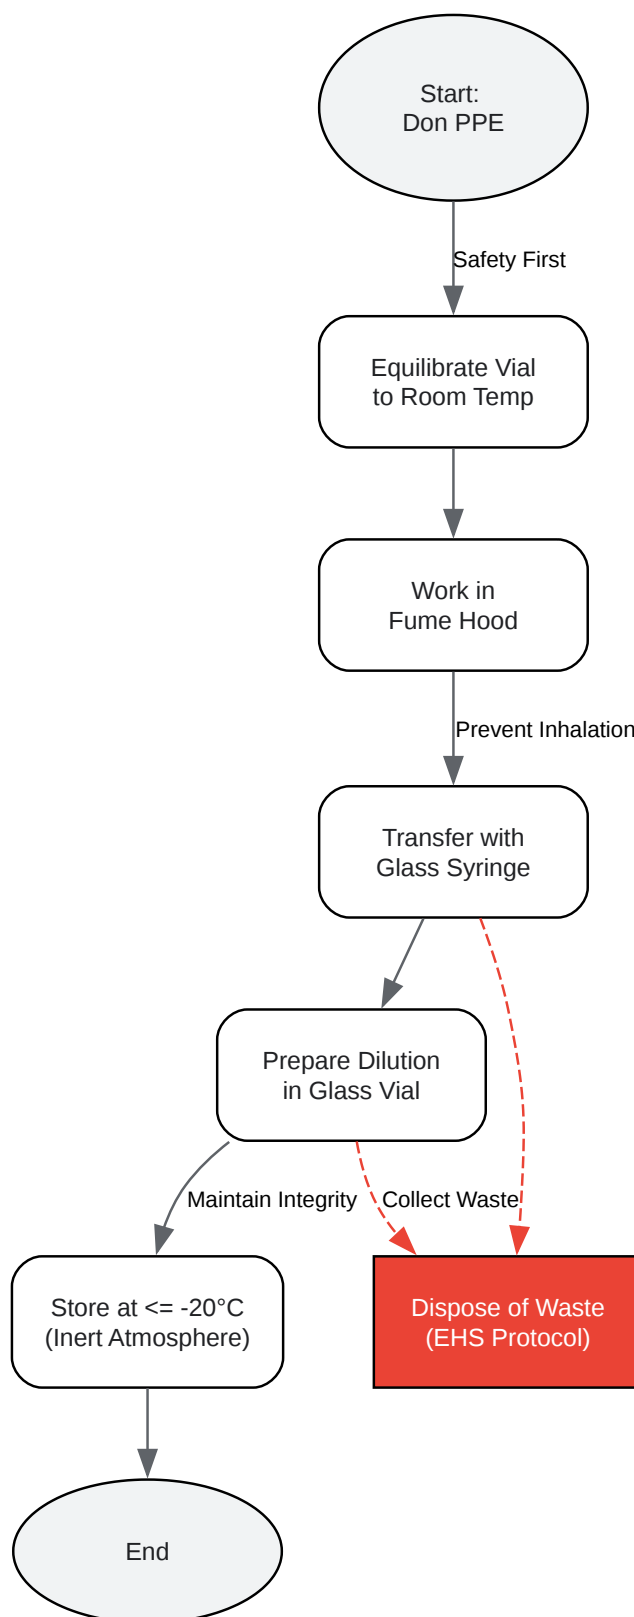 Start:
Don PPE
Safety First
Equilibrate Vial
to Room Temp
Work in
Fume Hood
Prevent Inhalation
Transfer with
Glass Syringe
Prepare Dilution
in Glass Vial
Maintain Integrity
Collect Waste
Store at <= -20°C
(Inert Atmosphere)
Dispose of Waste
(EHS Protocol)
End